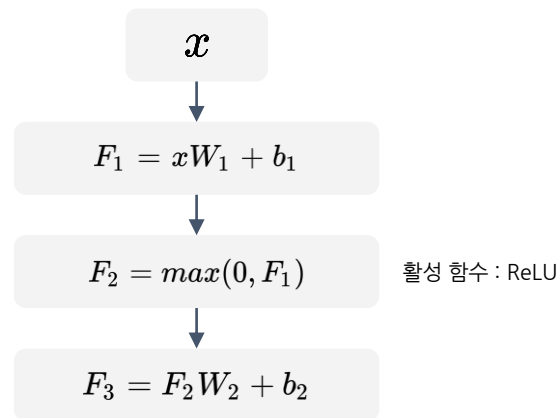 x
F₁ = xW₁ + b₁
F₂ = max(0, F₁)
활성 함수 : ReLU
F₃ = F₂W₂ + b₂